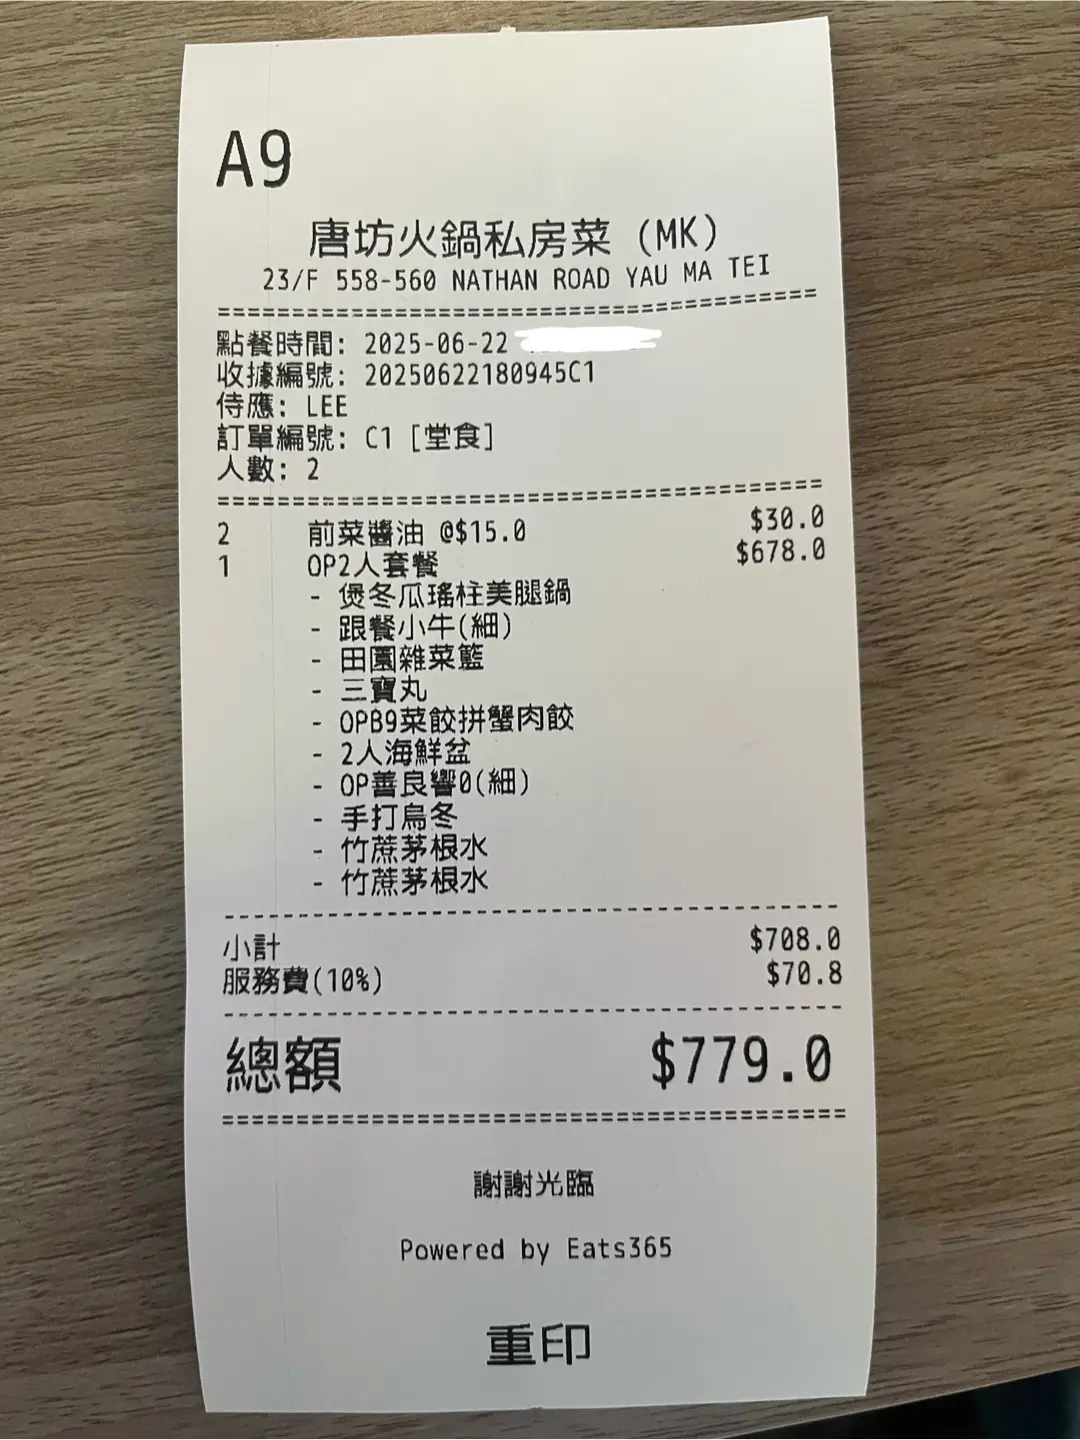 A9
唐坊火鍋私房菜 (MK)
23/F 558-560 NATHAN ROAD YAU MA TEI
========================================
點餐時間: 2025-06-22
收據編號: 20250622180945C1
侍應: LEE
訂單編號: C1 [堂食]
人數: 2
========================================
2 前菜醬油 @$15.0 $30.0
1 OP2人套餐 $678.0
- 煲冬瓜瑤柱美腿鍋
- 跟餐小牛(細)
- 田園雜菜籃
- 三寶丸
- OPB9菜餃拼蟹肉餃
- 2人海鮮盆
- OP善良響0(細)
- 手打烏冬
- 竹蔗茅根水
- 竹蔗茅根水
----------------------------------------
小計 $708.0
服務費(10%) $70.8
----------------------------------------
總額 $779.0
========================================
謝謝光臨
Powered by Eats365
重印